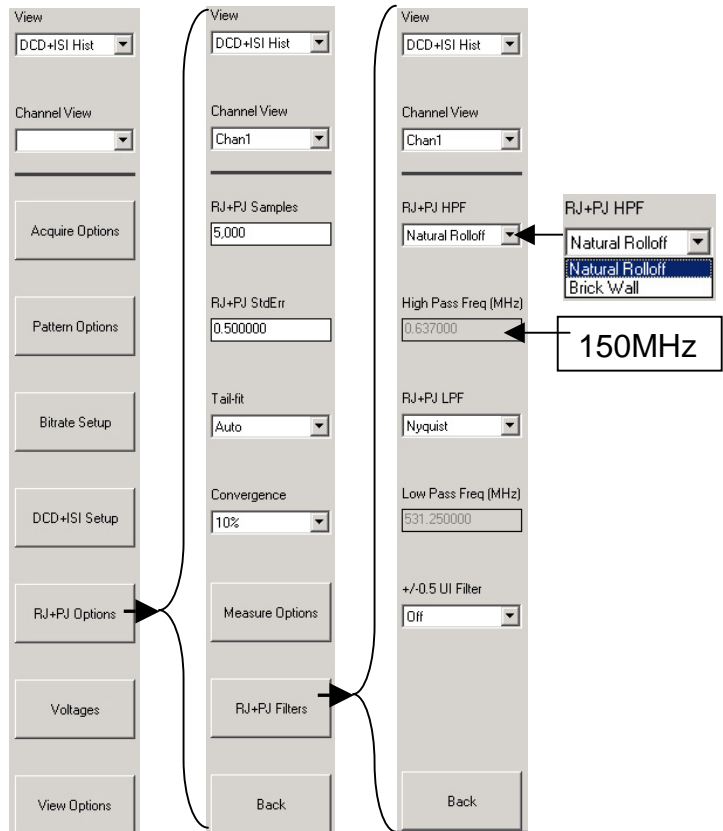 View
DCD+ISI Hist
Channel View
Acquire Options
Pattern Options
Bitrate Setup
DCD+ISI Setup
RJ+PJ Options
Voltages
View Options
View
DCD+ISI Hist
Channel View
Chan1
RJ+PJ Samples
5,000
RJ+PJ StdErr
0.500000
Tail-fit
Auto
Convergence
10%
Measure Options
RJ+PJ Filters
Back
View
DCD+ISI Hist
Channel View
Chan1
RJ+PJ HPF
Natural Rolloff
High Pass Freq (MHz)
0.637000
RJ+PJ LPF
Nyquist
Low Pass Freq (MHz)
531.250000
+/-0.5 UI Filter
Off
Back
RJ+PJ HPF
Natural Rolloff
Natural Rolloff
Brick Wall
150MHz